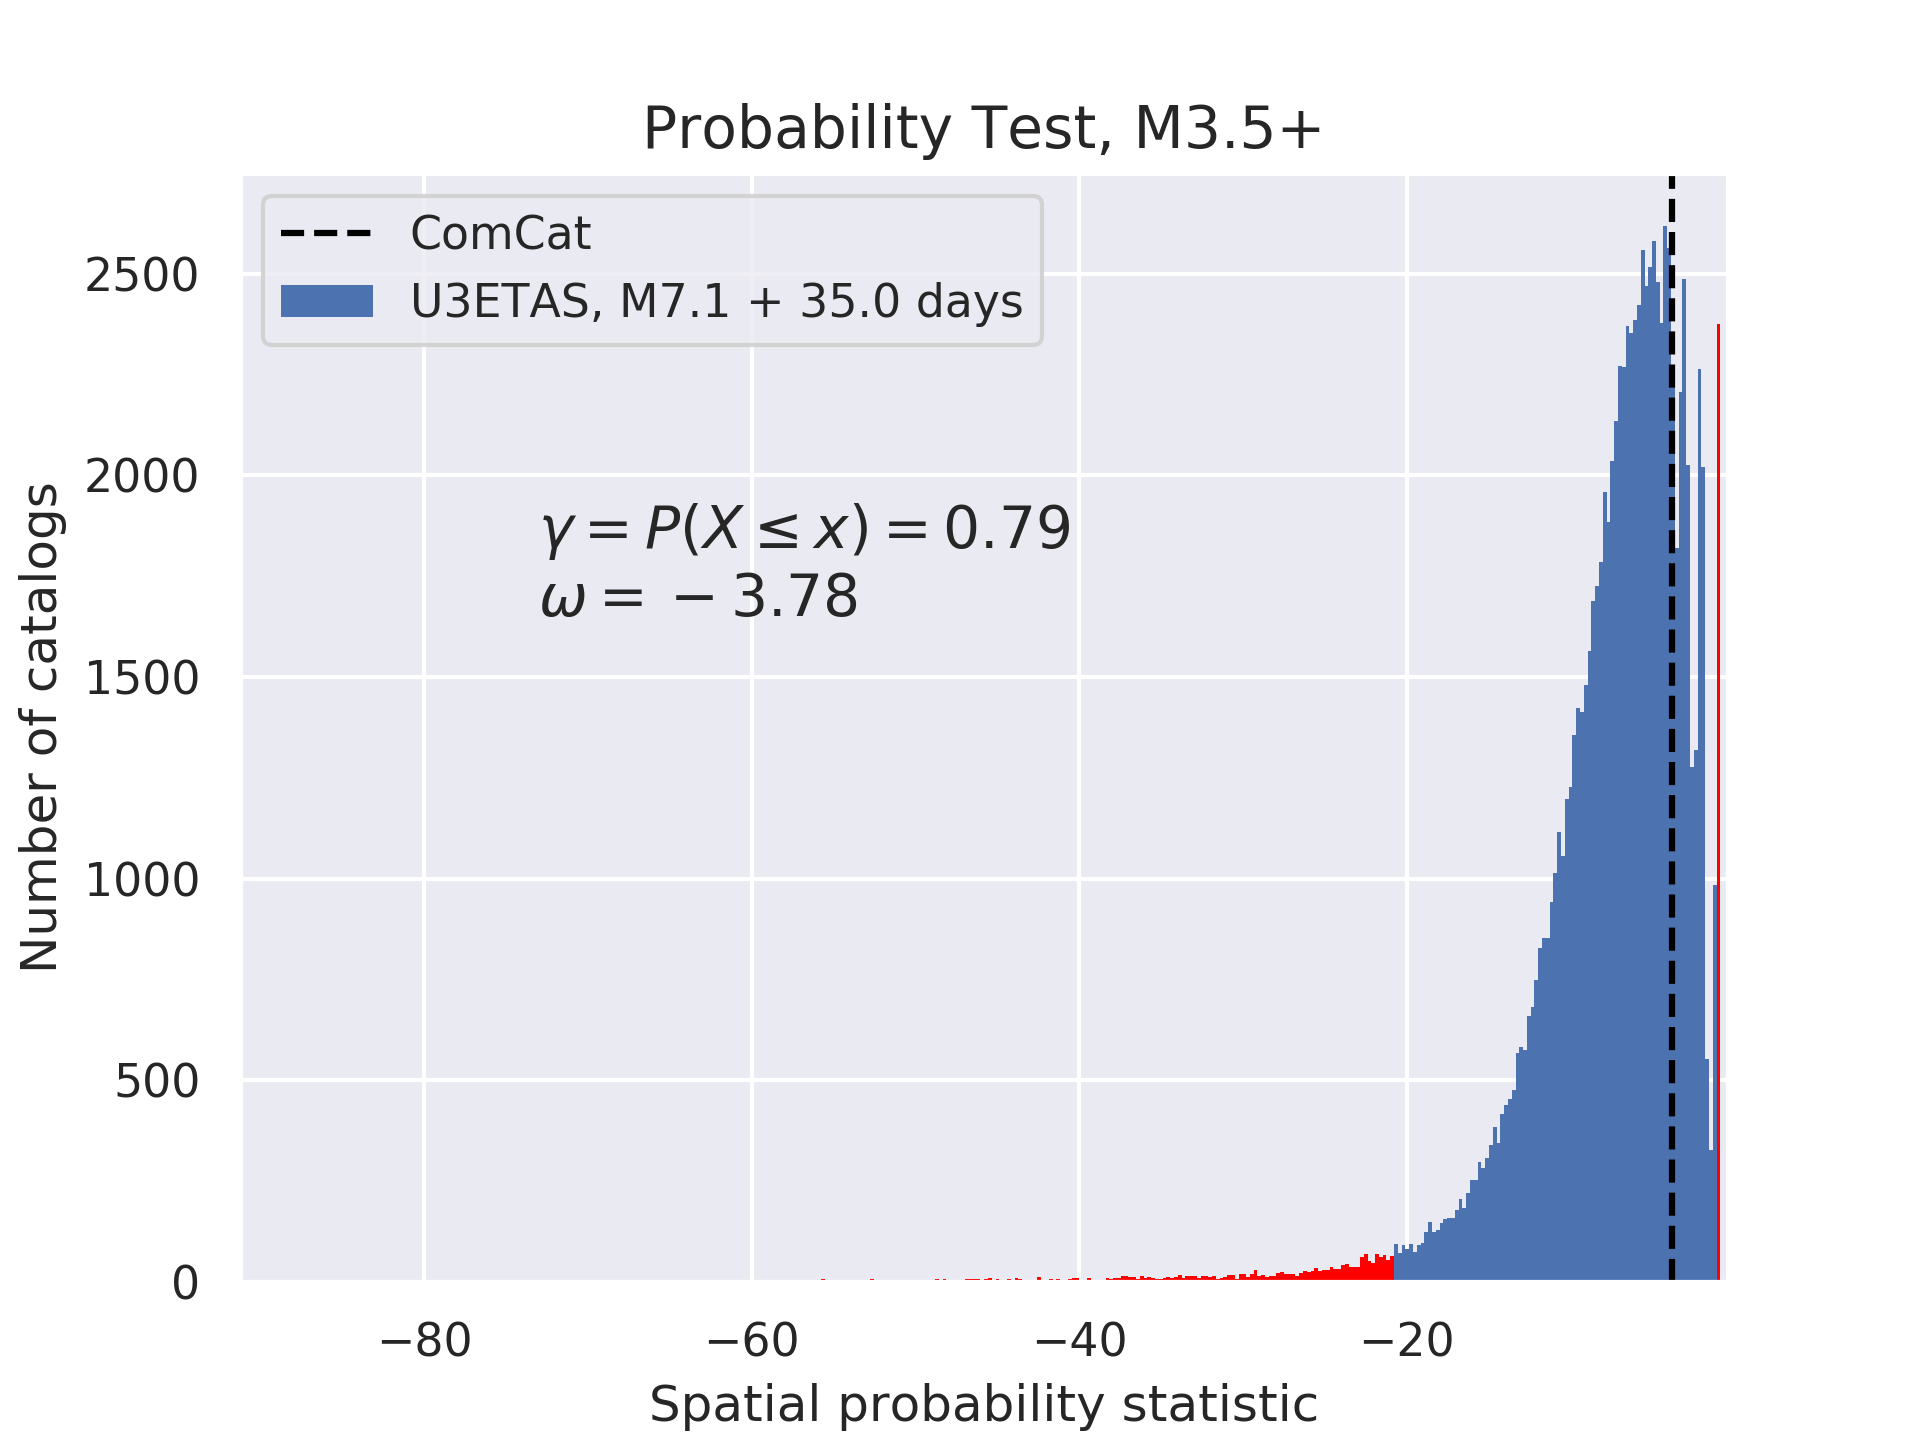 Probability Test, M3.5+
ComCat
U3ETAS, M7.1 + 35.0 days
γ = P(X ≤ x) = 0.79
ω = −3.78
Number of catalogs
2500
2000
1500
1000
500
0
−80 −60 −40 −20
Spatial probability statistic